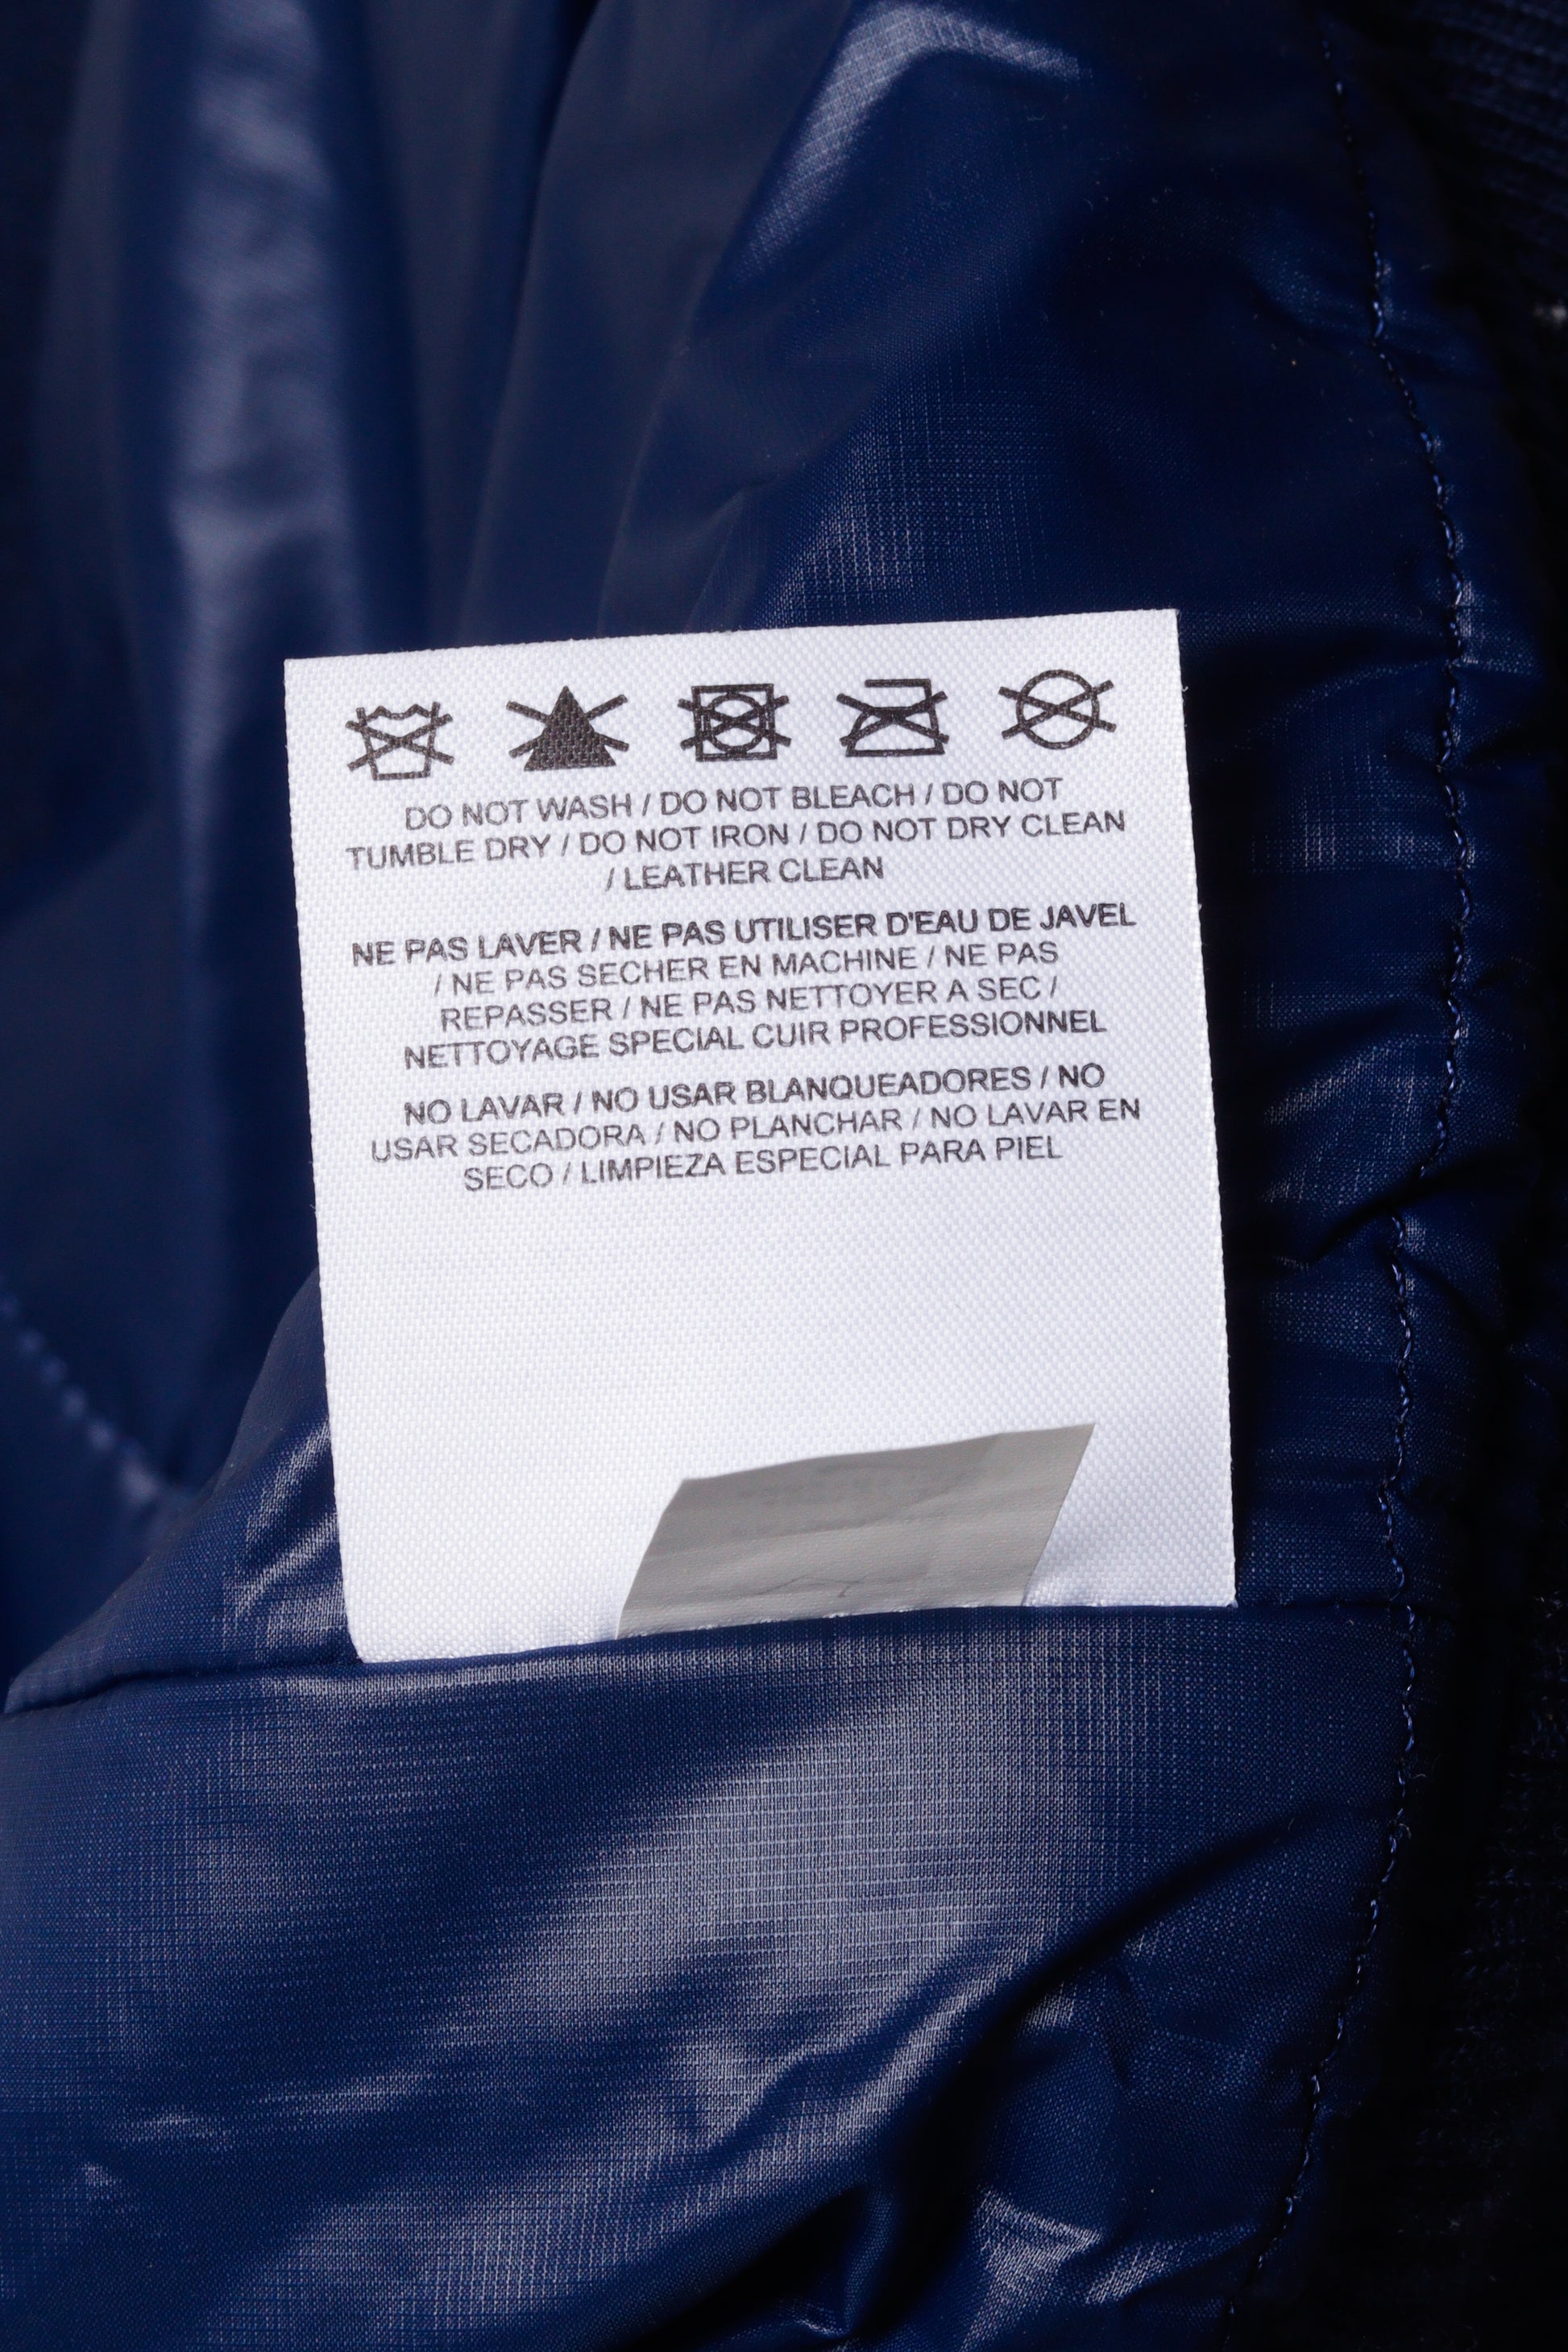 DO NOT WASH / DO NOT BLEACH / DO NOT
TUMBLE DRY / DO NOT IRON / DO NOT DRY CLEAN
/ LEATHER CLEAN
NE PAS LAVER / NE PAS UTILISER D'EAU DE JAVEL
/ NE PAS SECHER EN MACHINE / NE PAS
REPASSER / NE PAS NETTOYER A SEC /
NETTOYAGE SPECIAL CUIR PROFESSIONNEL
NO LAVAR / NO USAR BLANQUEADORES / NO
USAR SECADORA / NO PLANCHAR / NO LAVAR EN
SECO / LIMPIEZA ESPECIAL PARA PIEL